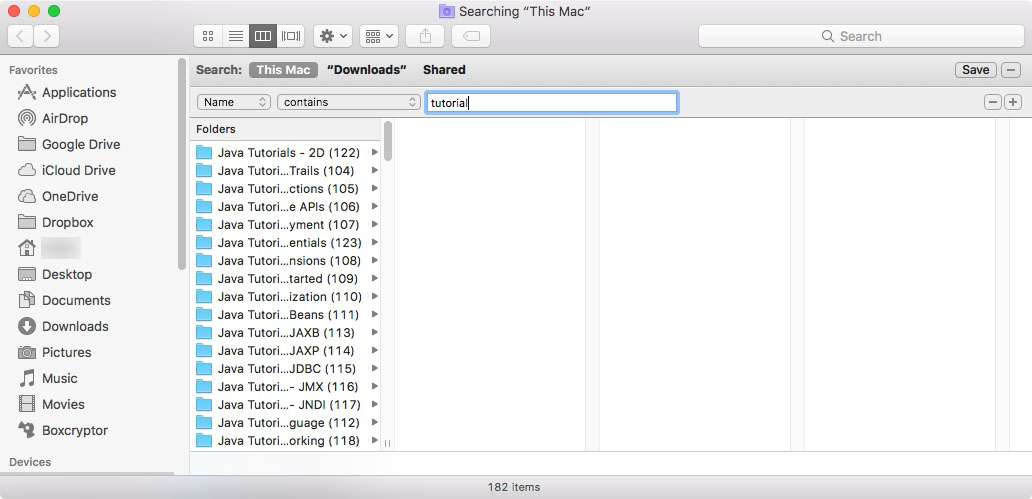 Searching “This Mac”
Search
Favorites
Applications
AirDrop
Google Drive
iCloud Drive
OneDrive
Dropbox
Desktop
Documents
Downloads
Pictures
Music
Movies
Boxcryptor
Devices
Search: This Mac “Downloads” Shared Save
Name contains tutorial
Folders
Java Tutorials - 2D (122)
Java Tutori...Trails (104)
Java Tutori...ctions (105)
Java Tutori...e APIs (106)
Java Tutori...yment (107)
Java Tutori...entials (123)
Java Tutori...nsions (108)
Java Tutori...tarted (109)
Java Tutori...ization (110)
Java Tutori...Beans (111)
Java Tutori...JAXB (113)
Java Tutori...JAXP (114)
Java Tutori...JDBC (115)
Java Tutori...- JMX (116)
Java Tutori...- JNDI (117)
Java Tutori...guage (112)
Java Tutori...orking (118)
182 items